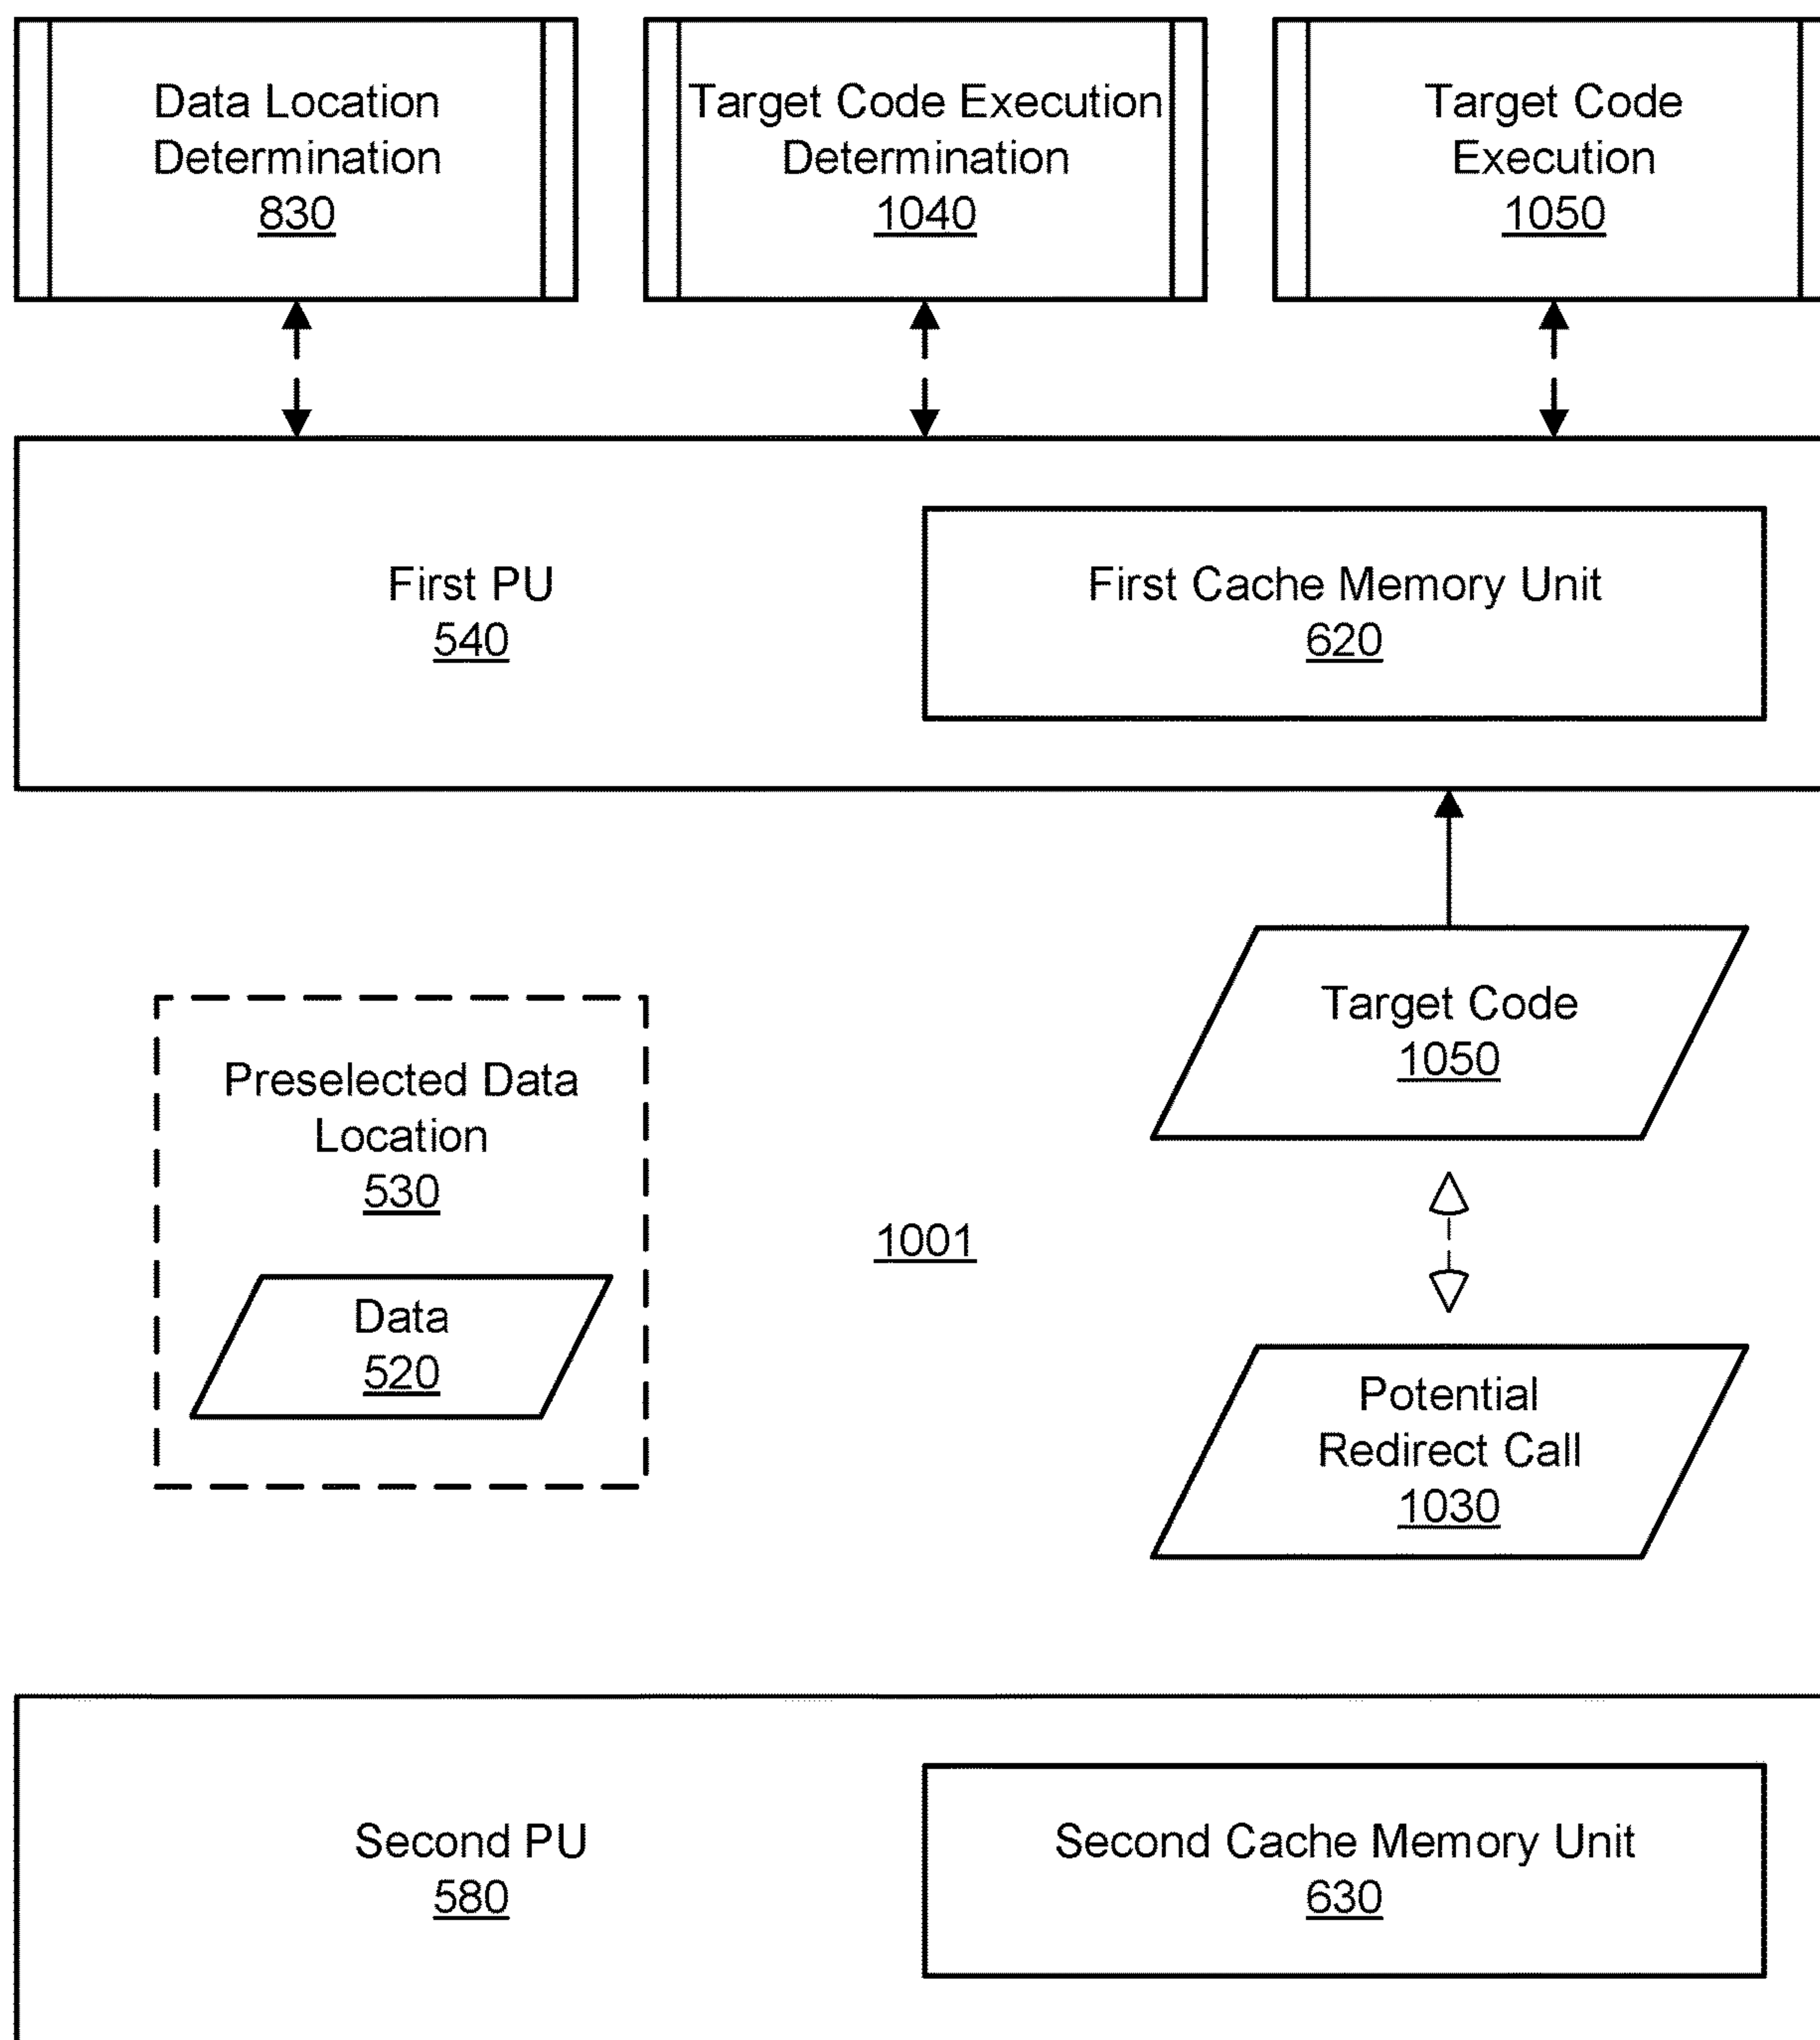 Data Location
Determination
830
Target Code Execution
Determination
1040
Target Code
Execution
1050
First PU
540
First Cache Memory Unit
620
Target Code
1050
Preselected Data
Location
530
Data
520
1001
Potential
Redirect Call
1030
Second PU
580
Second Cache Memory Unit
630